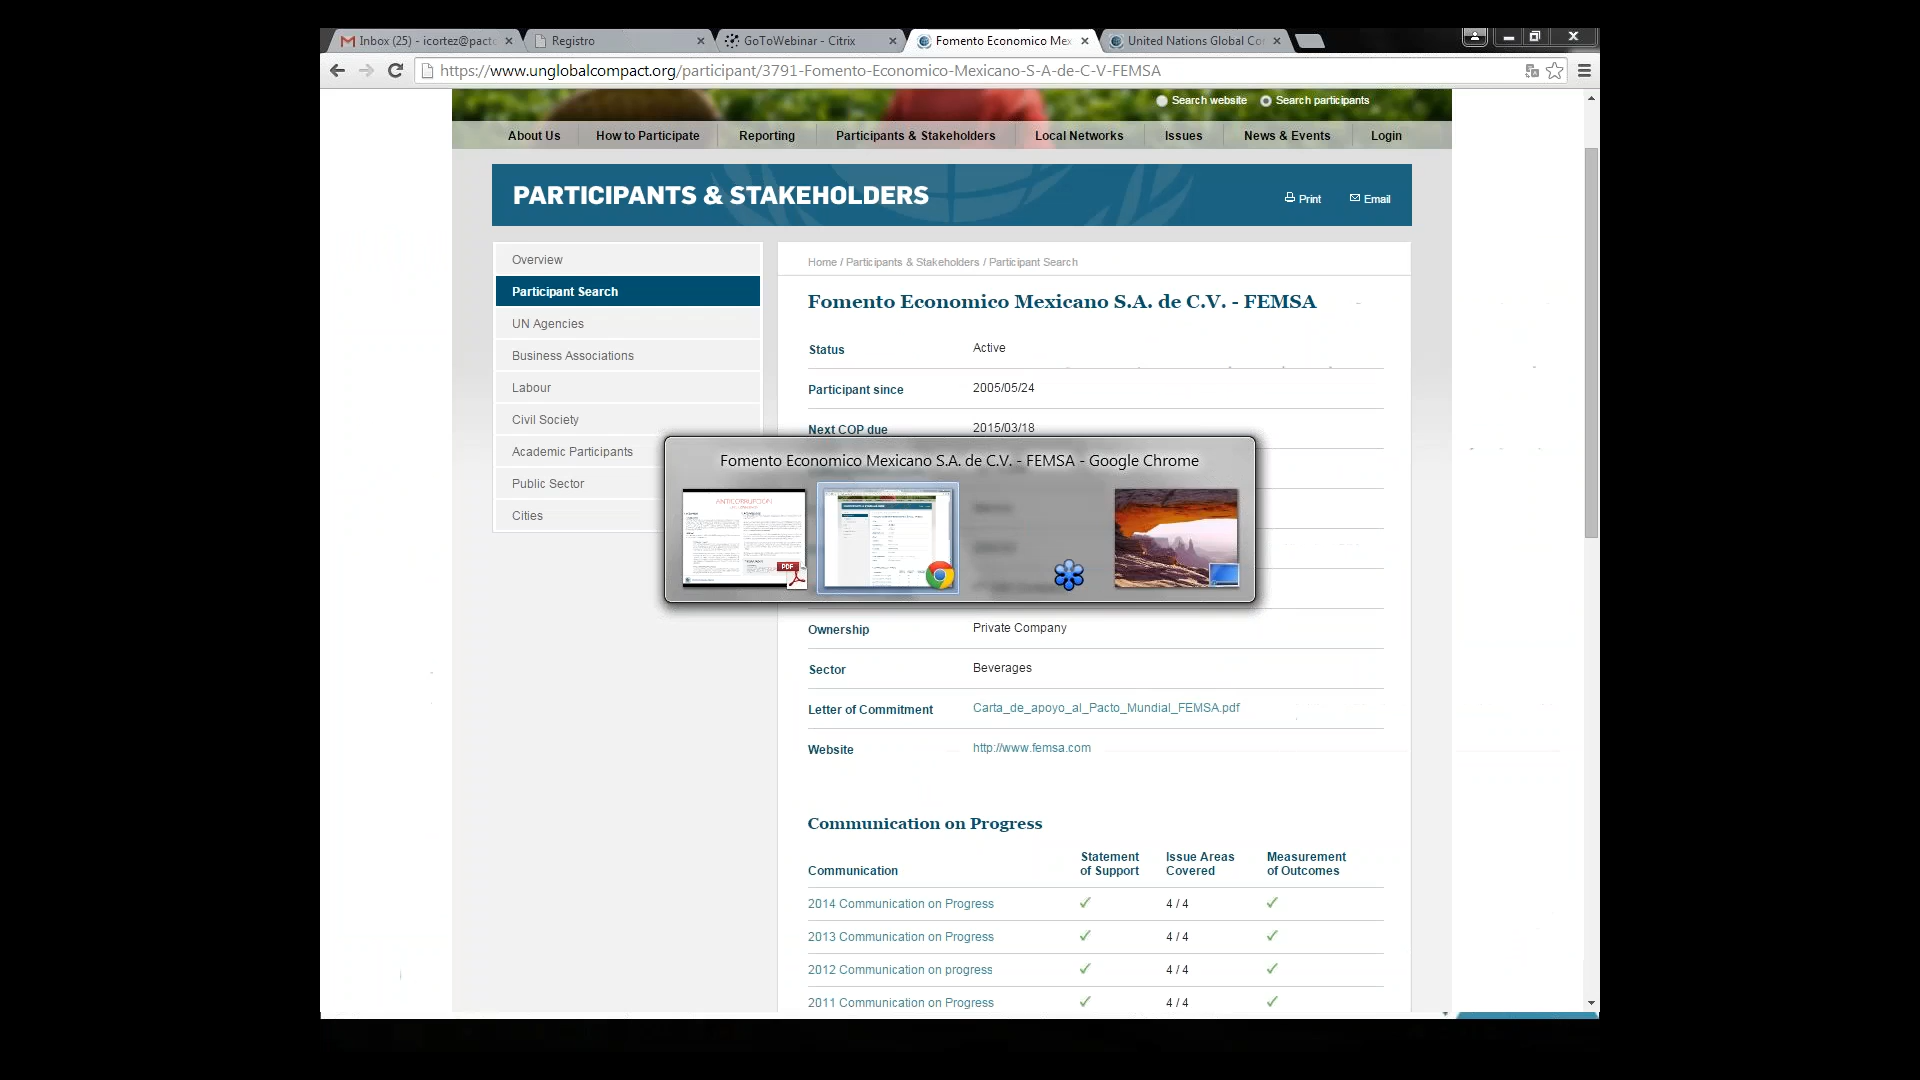 Inbox (25) - icortez@pacto
Registro
GoToWebinar - Citrix
Fomento Economico Mex
United Nations Global Co
https://www.unglobalcompact.org/participant/3791-Fomento-Economico-Mexicano-S-A-de-C-V-FEMSA
Search website Search participants
About Us How to Participate Reporting Participants & Stakeholders Local Networks Issues News & Events Login
PARTICIPANTS & STAKEHOLDERS
Print Email
Overview
Participant Search
UN Agencies
Business Associations
Labour
Civil Society
Academic Participants
Public Sector
Cities
Home / Participants & Stakeholders / Participant Search
Fomento Economico Mexicano S.A. de C.V. - FEMSA
Status Active
Participant since 2005/05/24
Next COP due 2015/03/18
Fomento Economico Mexicano S.A. de C.V. - FEMSA - Google Chrome
ANTICORRUPCIÓN
PDF
Ownership Private Company
Sector Beverages
Letter of Commitment Carta_de_apoyo_al_Pacto_Mundial_FEMSA.pdf
Website http://www.femsa.com
Communication on Progress
Communication Statement of Support Issue Areas Covered Measurement of Outcomes
2014 Communication on Progress ✓ 4 / 4 ✓
2013 Communication on Progress ✓ 4 / 4 ✓
2012 Communication on progress ✓ 4 / 4 ✓
2011 Communication on Progress ✓ 4 / 4 ✓